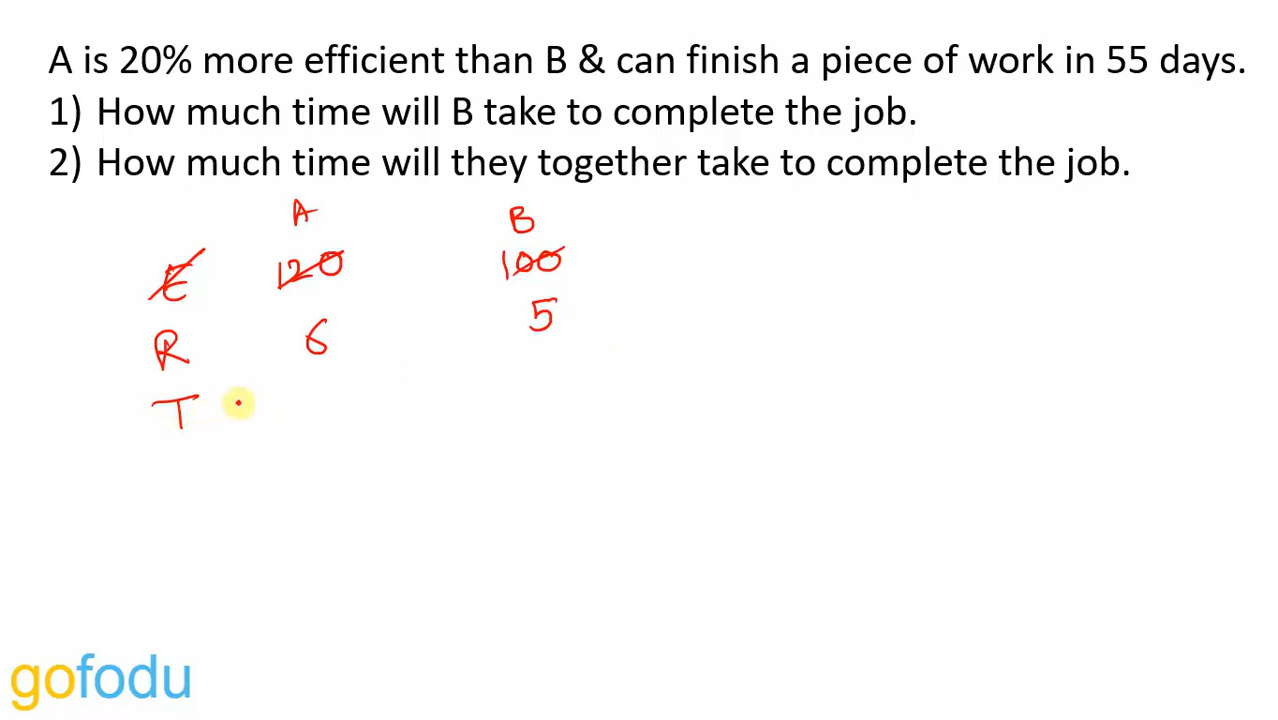 A is 20% more efficient than B & can finish a piece of work in 55 days.
1) How much time will B take to complete the job.
2) How much time will they together take to complete the job.
A B
E 120 100
R 6 5
T
gofodu